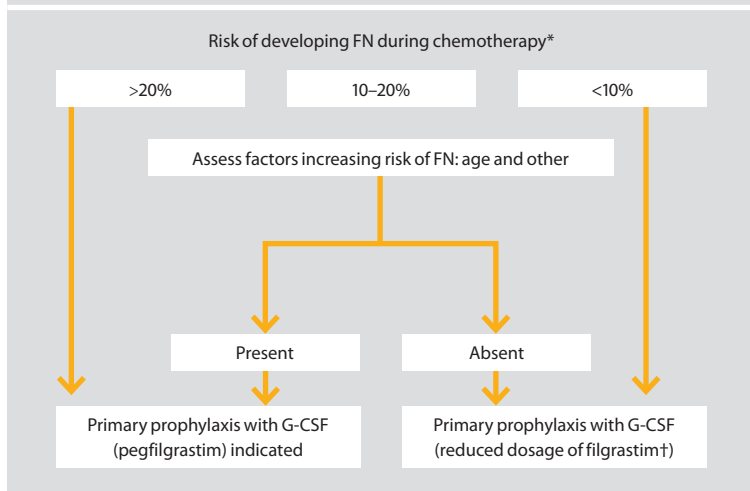 Risk of developing FN during chemotherapy*
>20%
10–20%
<10%
Assess factors increasing risk of FN: age and other
Present
Absent
Primary prophylaxis with G-CSF
(pegfilgrastim) indicated
Primary prophylaxis with G-CSF
(reduced dosage of filgrastim†)